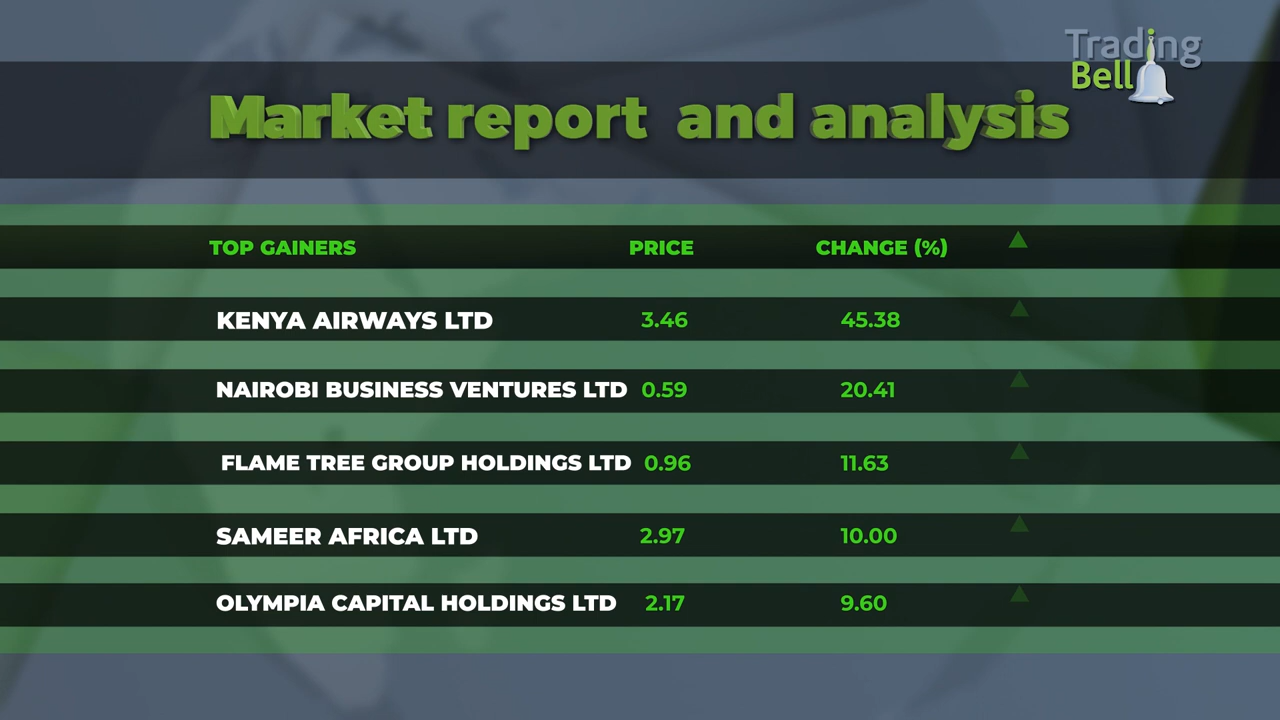 Trading
Bell
Market report and analysis
TOP GAINERS PRICE CHANGE (%)
KENYA AIRWAYS LTD 3.46 45.38
NAIROBI BUSINESS VENTURES LTD 0.59 20.41
FLAME TREE GROUP HOLDINGS LTD 0.96 11.63
SAMEER AFRICA LTD 2.97 10.00
OLYMPIA CAPITAL HOLDINGS LTD 2.17 9.60